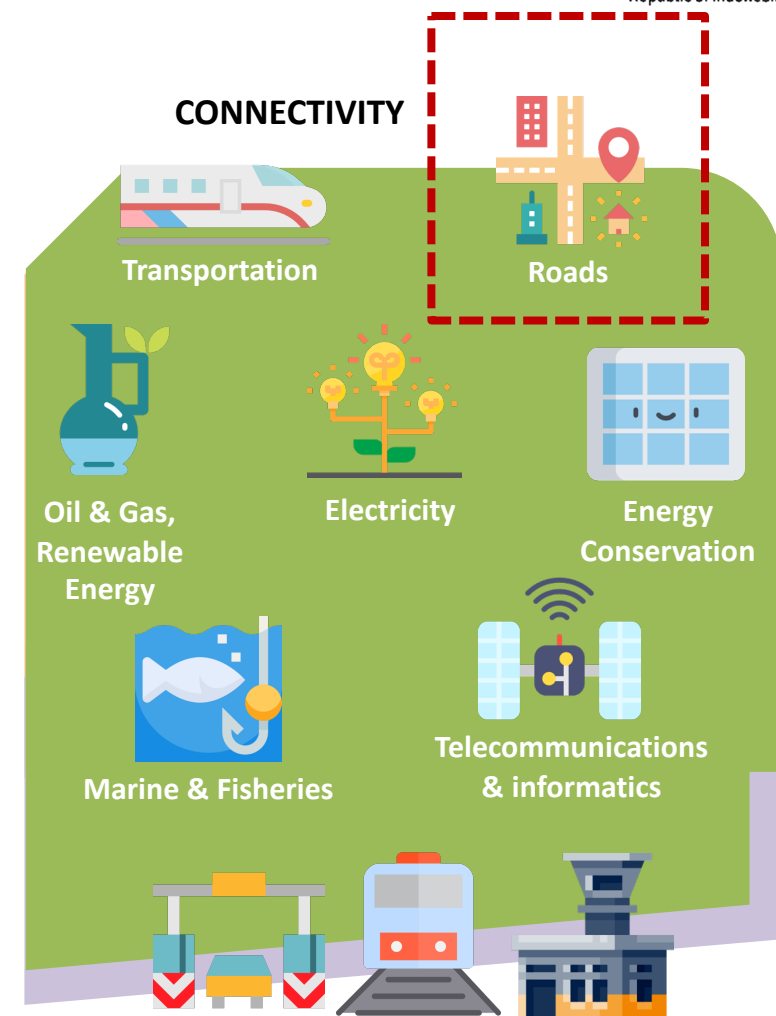 CONNECTIVITY
Transportation
Roads
Oil & Gas,
Renewable
Energy
Electricity
Energy
Conservation
Marine & Fisheries
Telecommunications
& informatics